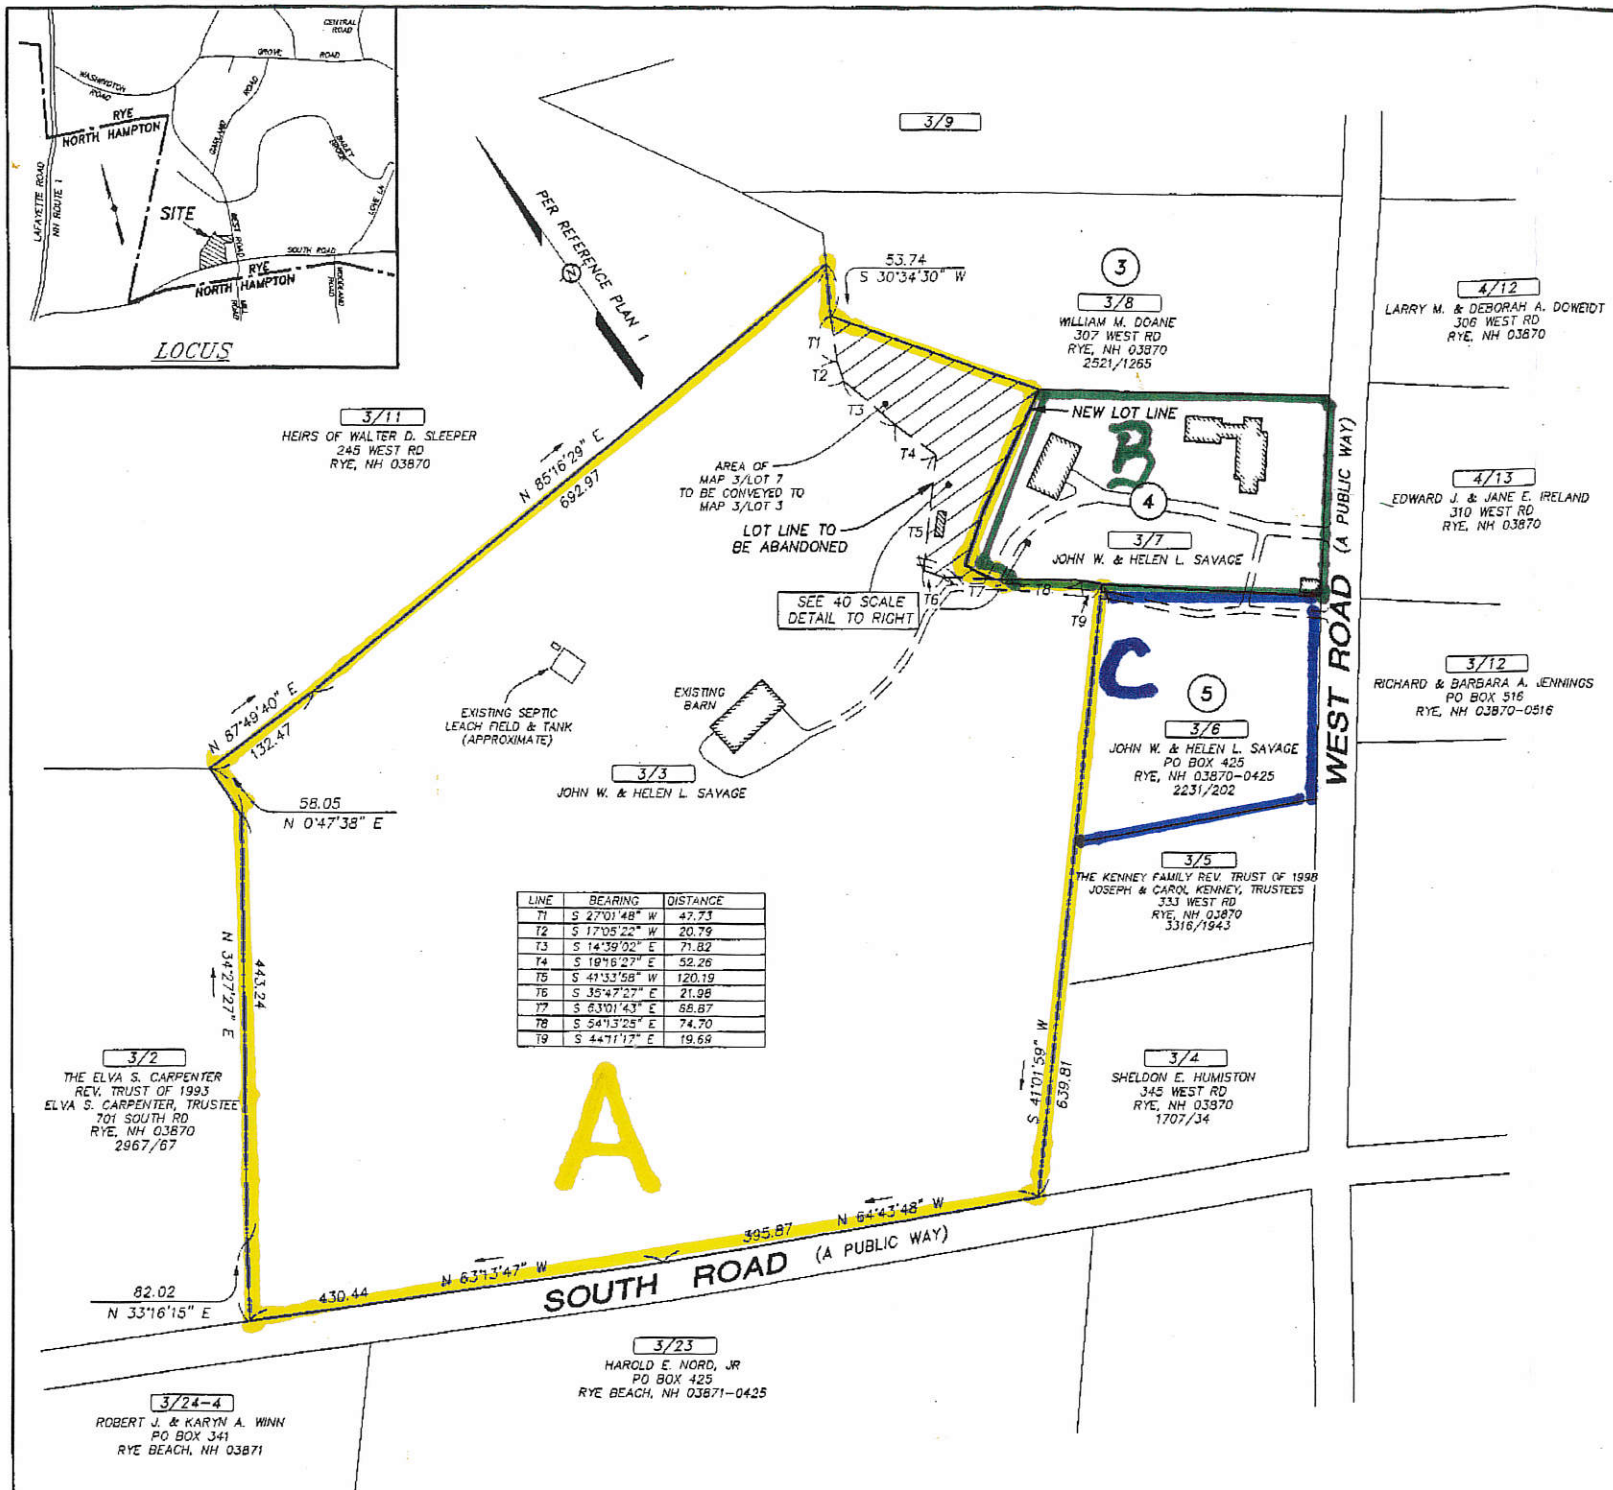 CENTRAL
ROAD
GROVE ROAD
WASHINGTON
ROAD
RYE
NORTH HAMPTON
GARLAND
ROAD
BAILEY
BROOK
LAFAYETTE ROAD
NH ROUTE 1
SITE
WEST ROAD
LOVE LN
SOUTH ROAD
RYE
NORTH HAMPTON
MILL
ROAD
WOODLAND
ROAD
LOCUS
PER REFERENCE PLAN 1
N
3/9
53.74
S 30°34'30" W
3
3/8
WILLIAM M. DOANE
307 WEST RD
RYE, NH 03870
2521/1265
4/12
LARRY M. & DEBORAH A. DOWEIDT
306 WEST RD
RYE, NH 03870
3/11
HEIRS OF WALTER D. SLEEPER
245 WEST RD
RYE, NH 03870
T1
T2
T3
T4
T5
T6
T7
T8
T9
NEW LOT LINE
B
4
3/7
JOHN W. & HELEN L. SAVAGE
AREA OF
MAP 3/LOT 7
TO BE CONVEYED TO
MAP 3/LOT 3
LOT LINE TO
BE ABANDONED
4/13
EDWARD J. & JANE E. IRELAND
310 WEST RD
RYE, NH 03870
N 85°16'29" E
692.97
SEE 40 SCALE
DETAIL TO RIGHT
WEST ROAD (A PUBLIC WAY)
C
5
3/6
JOHN W. & HELEN L. SAVAGE
PO BOX 425
RYE, NH 03870-0425
2231/202
3/12
RICHARD & BARBARA A. JENNINGS
PO BOX 516
RYE, NH 03870-0516
N 87°49'40" E
132.47
EXISTING SEPTIC
LEACH FIELD & TANK
(APPROXIMATE)
EXISTING
BARN
3/3
JOHN W. & HELEN L. SAVAGE
58.05
N 0°47'38" E
3/5
THE KENNEY FAMILY REV. TRUST OF 1998
JOSEPH & CAROL KENNEY, TRUSTEES
333 WEST RD
RYE, NH 03870
3316/1943
LINE BEARING DISTANCE
T1 S 27°01'48" W 47.73
T2 S 17°05'22" W 20.79
T3 S 14°39'02" E 71.82
T4 S 19°16'27" E 52.26
T5 S 41°33'58" W 120.19
T6 S 35°47'27" E 21.98
T7 S 63°01'43" E 68.87
T8 S 54°13'25" E 74.70
T9 S 44°11'17" E 19.69
N 34°27'27" E
443.24
S 41°01'59" W
639.81
3/2
THE ELVA S. CARPENTER
REV. TRUST OF 1993
ELVA S. CARPENTER, TRUSTEE
701 SOUTH RD
RYE, NH 03870
2967/67
3/4
SHELDON E. HUMISTON
345 WEST RD
RYE, NH 03870
1707/34
A
82.02
N 33°16'15" E
430.44
N 63°13'47" W
395.87
N 64°43'48" W
SOUTH ROAD (A PUBLIC WAY)
3/23
HAROLD E. NORD, JR
PO BOX 425
RYE BEACH, NH 03871-0425
3/24-4
ROBERT J. & KARYN A. WINN
PO BOX 341
RYE BEACH, NH 03871